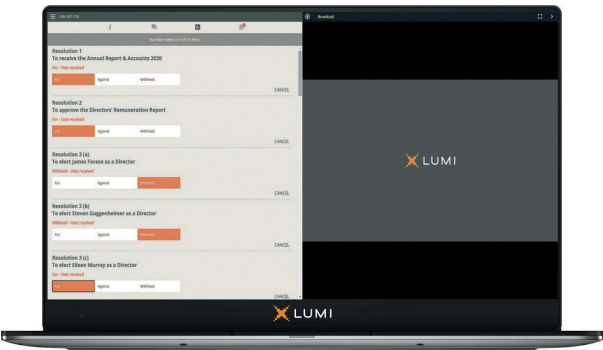 Broadcast
Resolution 1
To receive the Annual Report & Accounts 2020
For - Vote received
For Against Withheld
CANCEL
Resolution 2
To approve the Directors' Remuneration Report
For - Vote received
For Against Withheld
CANCEL
Resolution 3 (a)
To elect James Forese as a Director
Withheld - Vote received
For Against Withheld
CANCEL
Resolution 3 (b)
To elect Steven Guggenheimer as a Director
Withheld - Vote received
For Against Withheld
CANCEL
Resolution 3 (c)
To elect Eileen Murray as a Director
For - Vote received
For Against Withheld
CANCEL
LUMI
LUMI